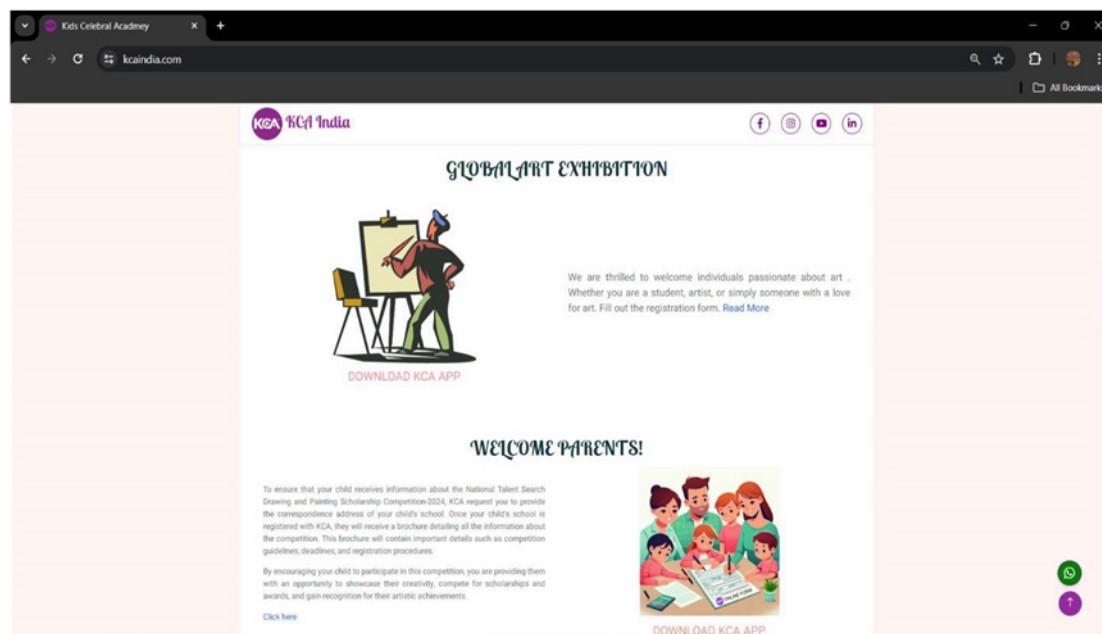 Kids Celebral Acadmey
kcaindia.com
All Bookmarks
KCA KCA India
GLOBAL ART EXHIBITION
We are thrilled to welcome individuals passionate about art .
Whether you are a student, artist, or simply someone with a love
for art. Fill out the registration form. Read More
DOWNLOAD KCA APP
WELCOME PARENTS!
To ensure that your child receives information about the National Talent Search
Drawing and Painting Scholarship Competition-2024, KCA request you to provide
the correspondence address of your child's school. Once your child's school is
registered with KCA, they will receive a brochure detailing all the information about
the competition. This brochure will contain important details such as competition
guidelines, deadlines, and registration procedures.
By encouraging your child to participate in this competition, you are providing them
with an opportunity to showcase their creativity, compete for scholarships and
awards, and gain recognition for their artistic achievements.
Click here
ONLINE FORM
DOWNLOAD KCA APP